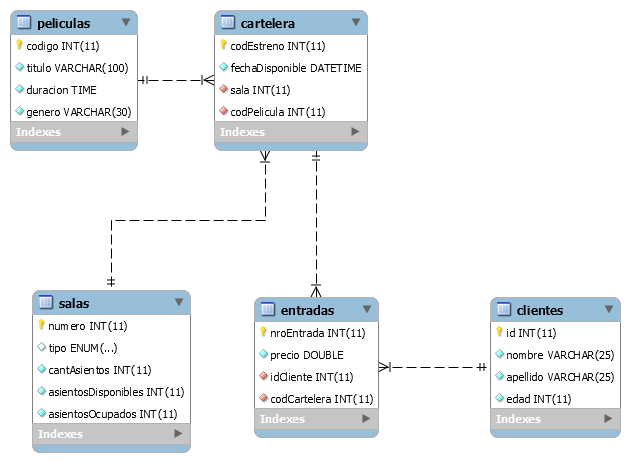 peliculas
codigo INT(11)
titulo VARCHAR(100)
duracion TIME
genero VARCHAR(30)
Indexes
cartelera
codEstreno INT(11)
fechaDisponible DATETIME
sala INT(11)
codPelicula INT(11)
Indexes
salas
numero INT(11)
tipo ENUM(...)
cantAsientos INT(11)
asientosDisponibles INT(11)
asientosOcupados INT(11)
Indexes
entradas
nroEntrada INT(11)
precio DOUBLE
idCliente INT(11)
codCartelera INT(11)
Indexes
clientes
id INT(11)
nombre VARCHAR(25)
apellido VARCHAR(25)
edad INT(11)
Indexes